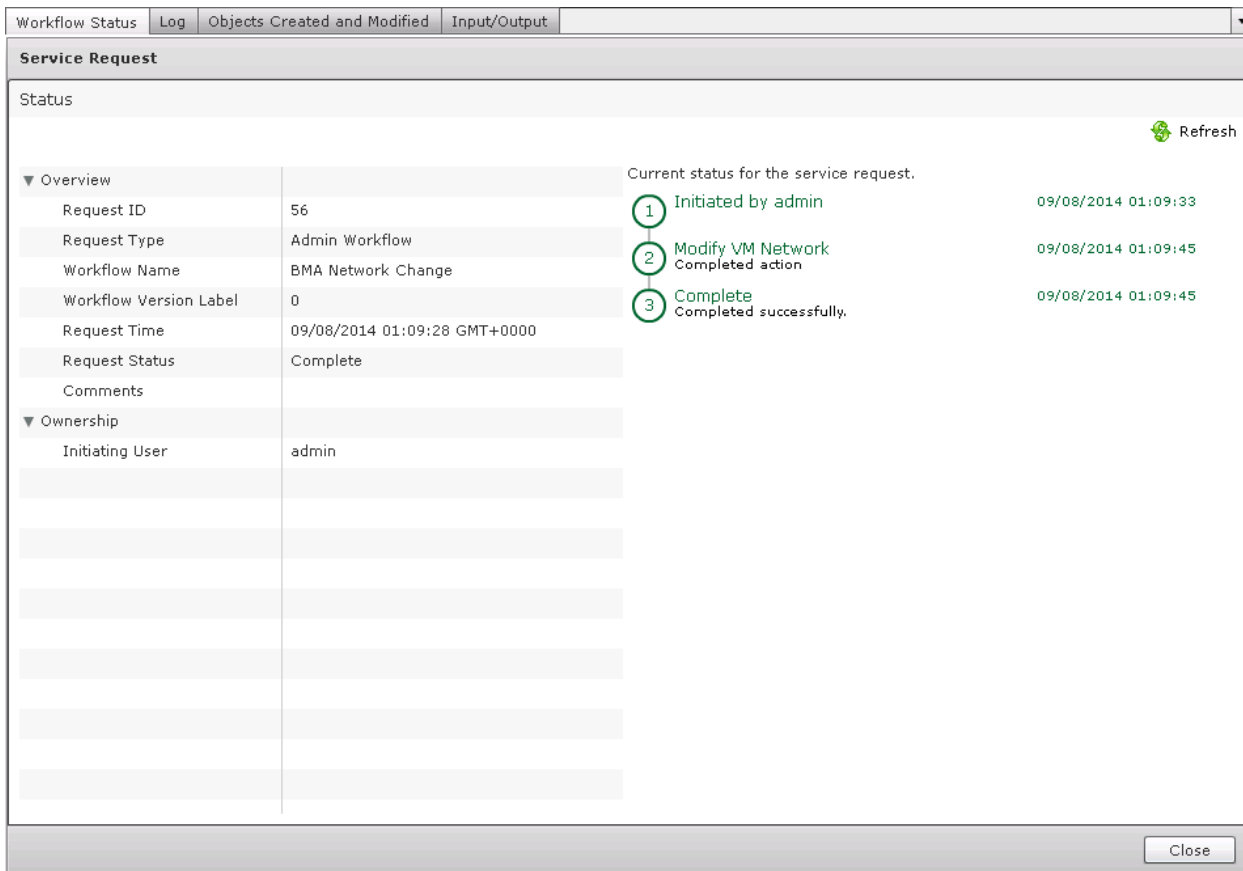 Workflow Status Log Objects Created and Modified Input/Output
Service Request
Status
Refresh
Overview
Request ID 56
Request Type Admin Workflow
Workflow Name BMA Network Change
Workflow Version Label 0
Request Time 09/08/2014 01:09:28 GMT+0000
Request Status Complete
Comments
Ownership
Initiating User admin
Current status for the service request.
1 Initiated by admin 09/08/2014 01:09:33
2 Modify VM Network 09/08/2014 01:09:45
Completed action
3 Complete 09/08/2014 01:09:45
Completed successfully.
Close